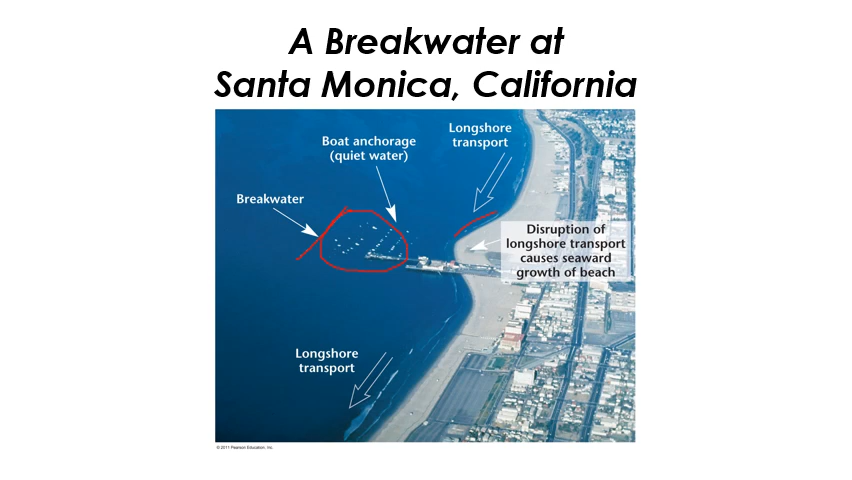 A Breakwater at
Santa Monica, California
Longshore
transport
Boat anchorage
(quiet water)
Breakwater
Disruption of
longshore transport
causes seaward
growth of beach
Longshore
transport
© 2011 Pearson Education, Inc.